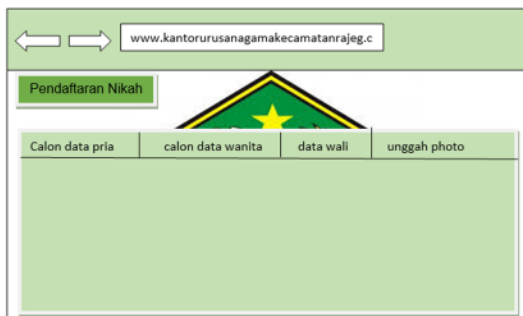 www.kantorurusanagamakecamatanrajeg.c
Pendaftaran Nikah
Calon data pria calon data wanita data wali unggah photo